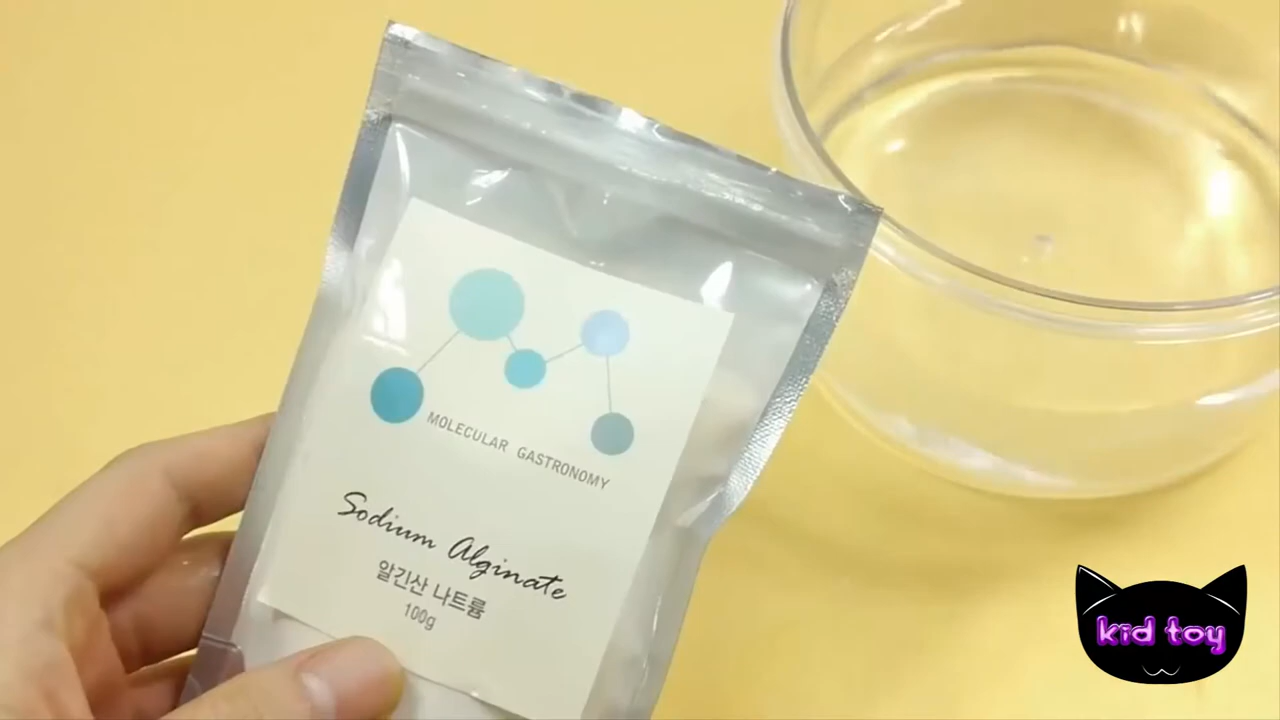 MOLECULAR GASTRONOMY
Sodium Alginate
알긴산 나트륨
100g
kid toy